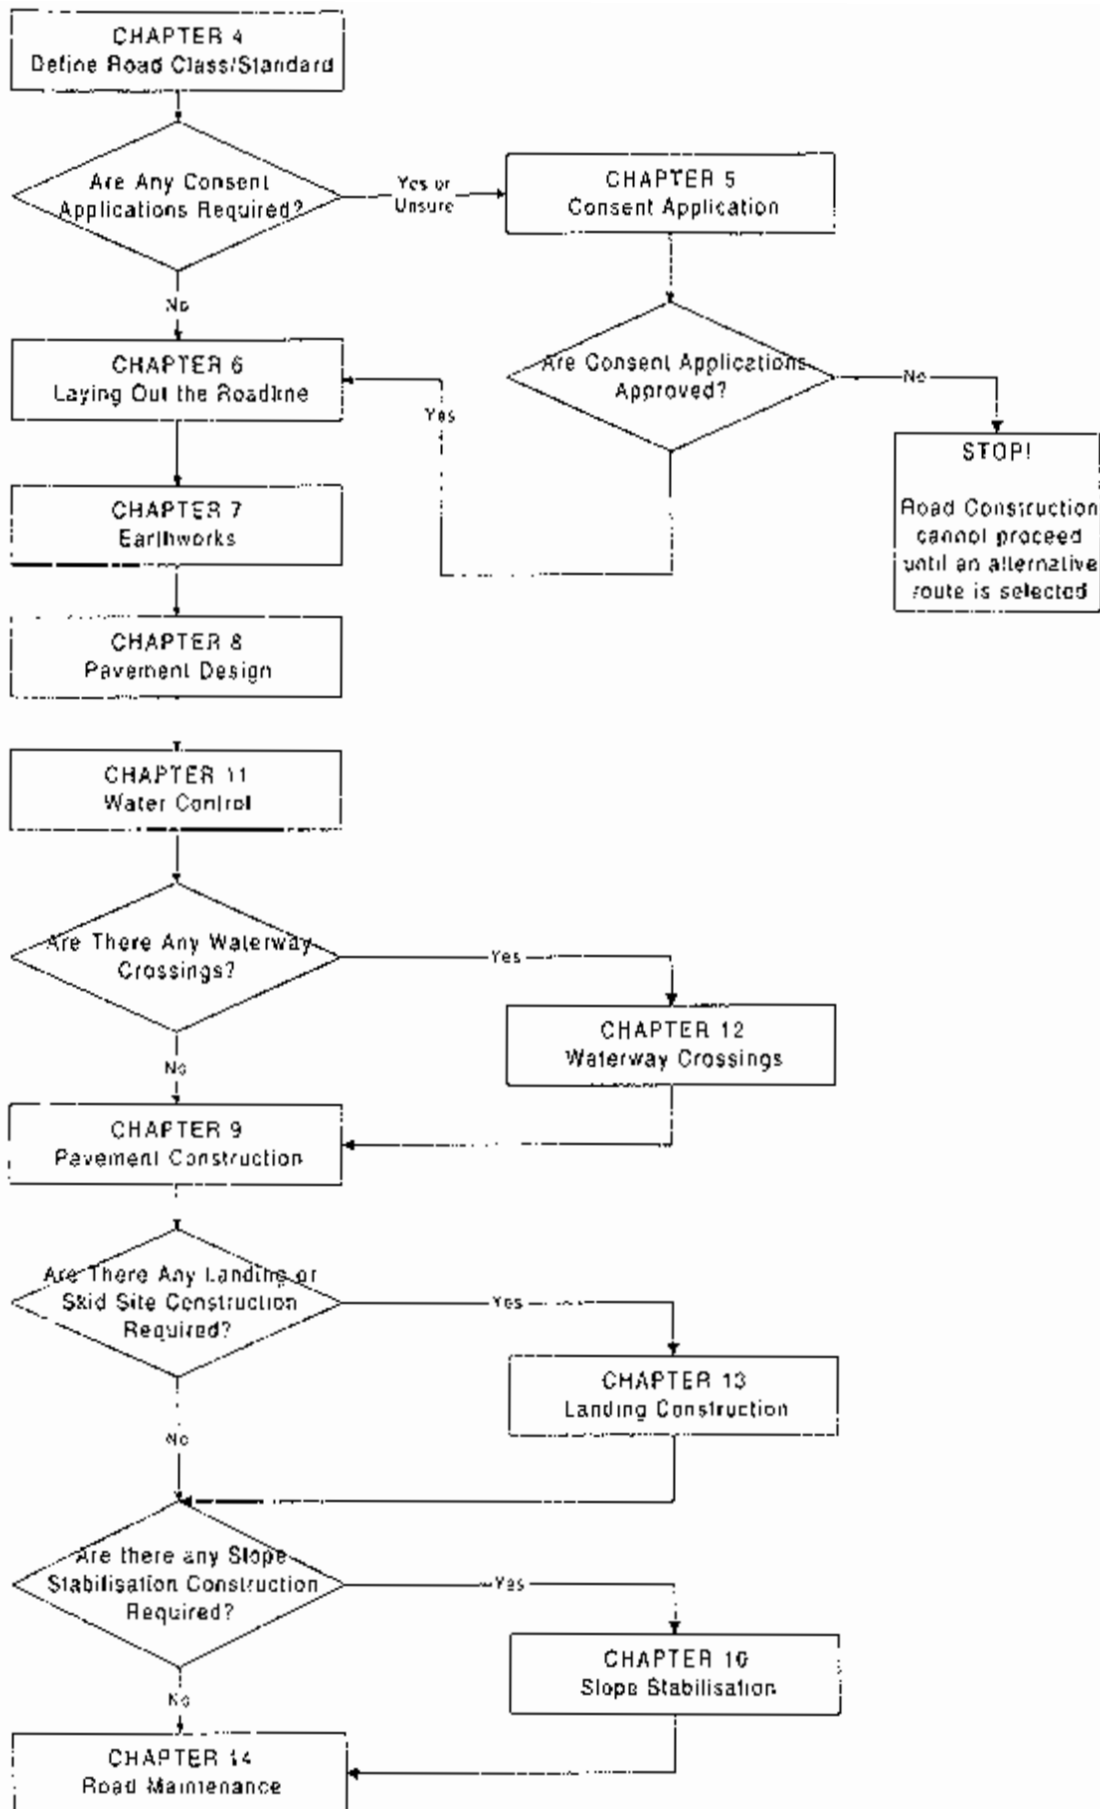 CHAPTER 4
Define Road Class/Standard
Are Any Consent
Applications Required?
Yes or
Unsure
CHAPTER 5
Consent Application
No
CHAPTER 6
Laying Out the Roadline
Are Consent Applications
Approved?
No
Yes
STOP!
Road Construction
cannot proceed
until an alternative
route is selected
CHAPTER 7
Earthworks
CHAPTER 8
Pavement Design
CHAPTER 11
Water Control
Are There Any Waterway
Crossings?
Yes
CHAPTER 12
Waterway Crossings
No
CHAPTER 9
Pavement Construction
Are There Any Landing or
Skid Site Construction
Required?
Yes
CHAPTER 13
Landing Construction
No
Are there any Slope
Stabilisation Construction
Required?
Yes
CHAPTER 10
Slope Stabilisation
No
CHAPTER 14
Road Maintenance